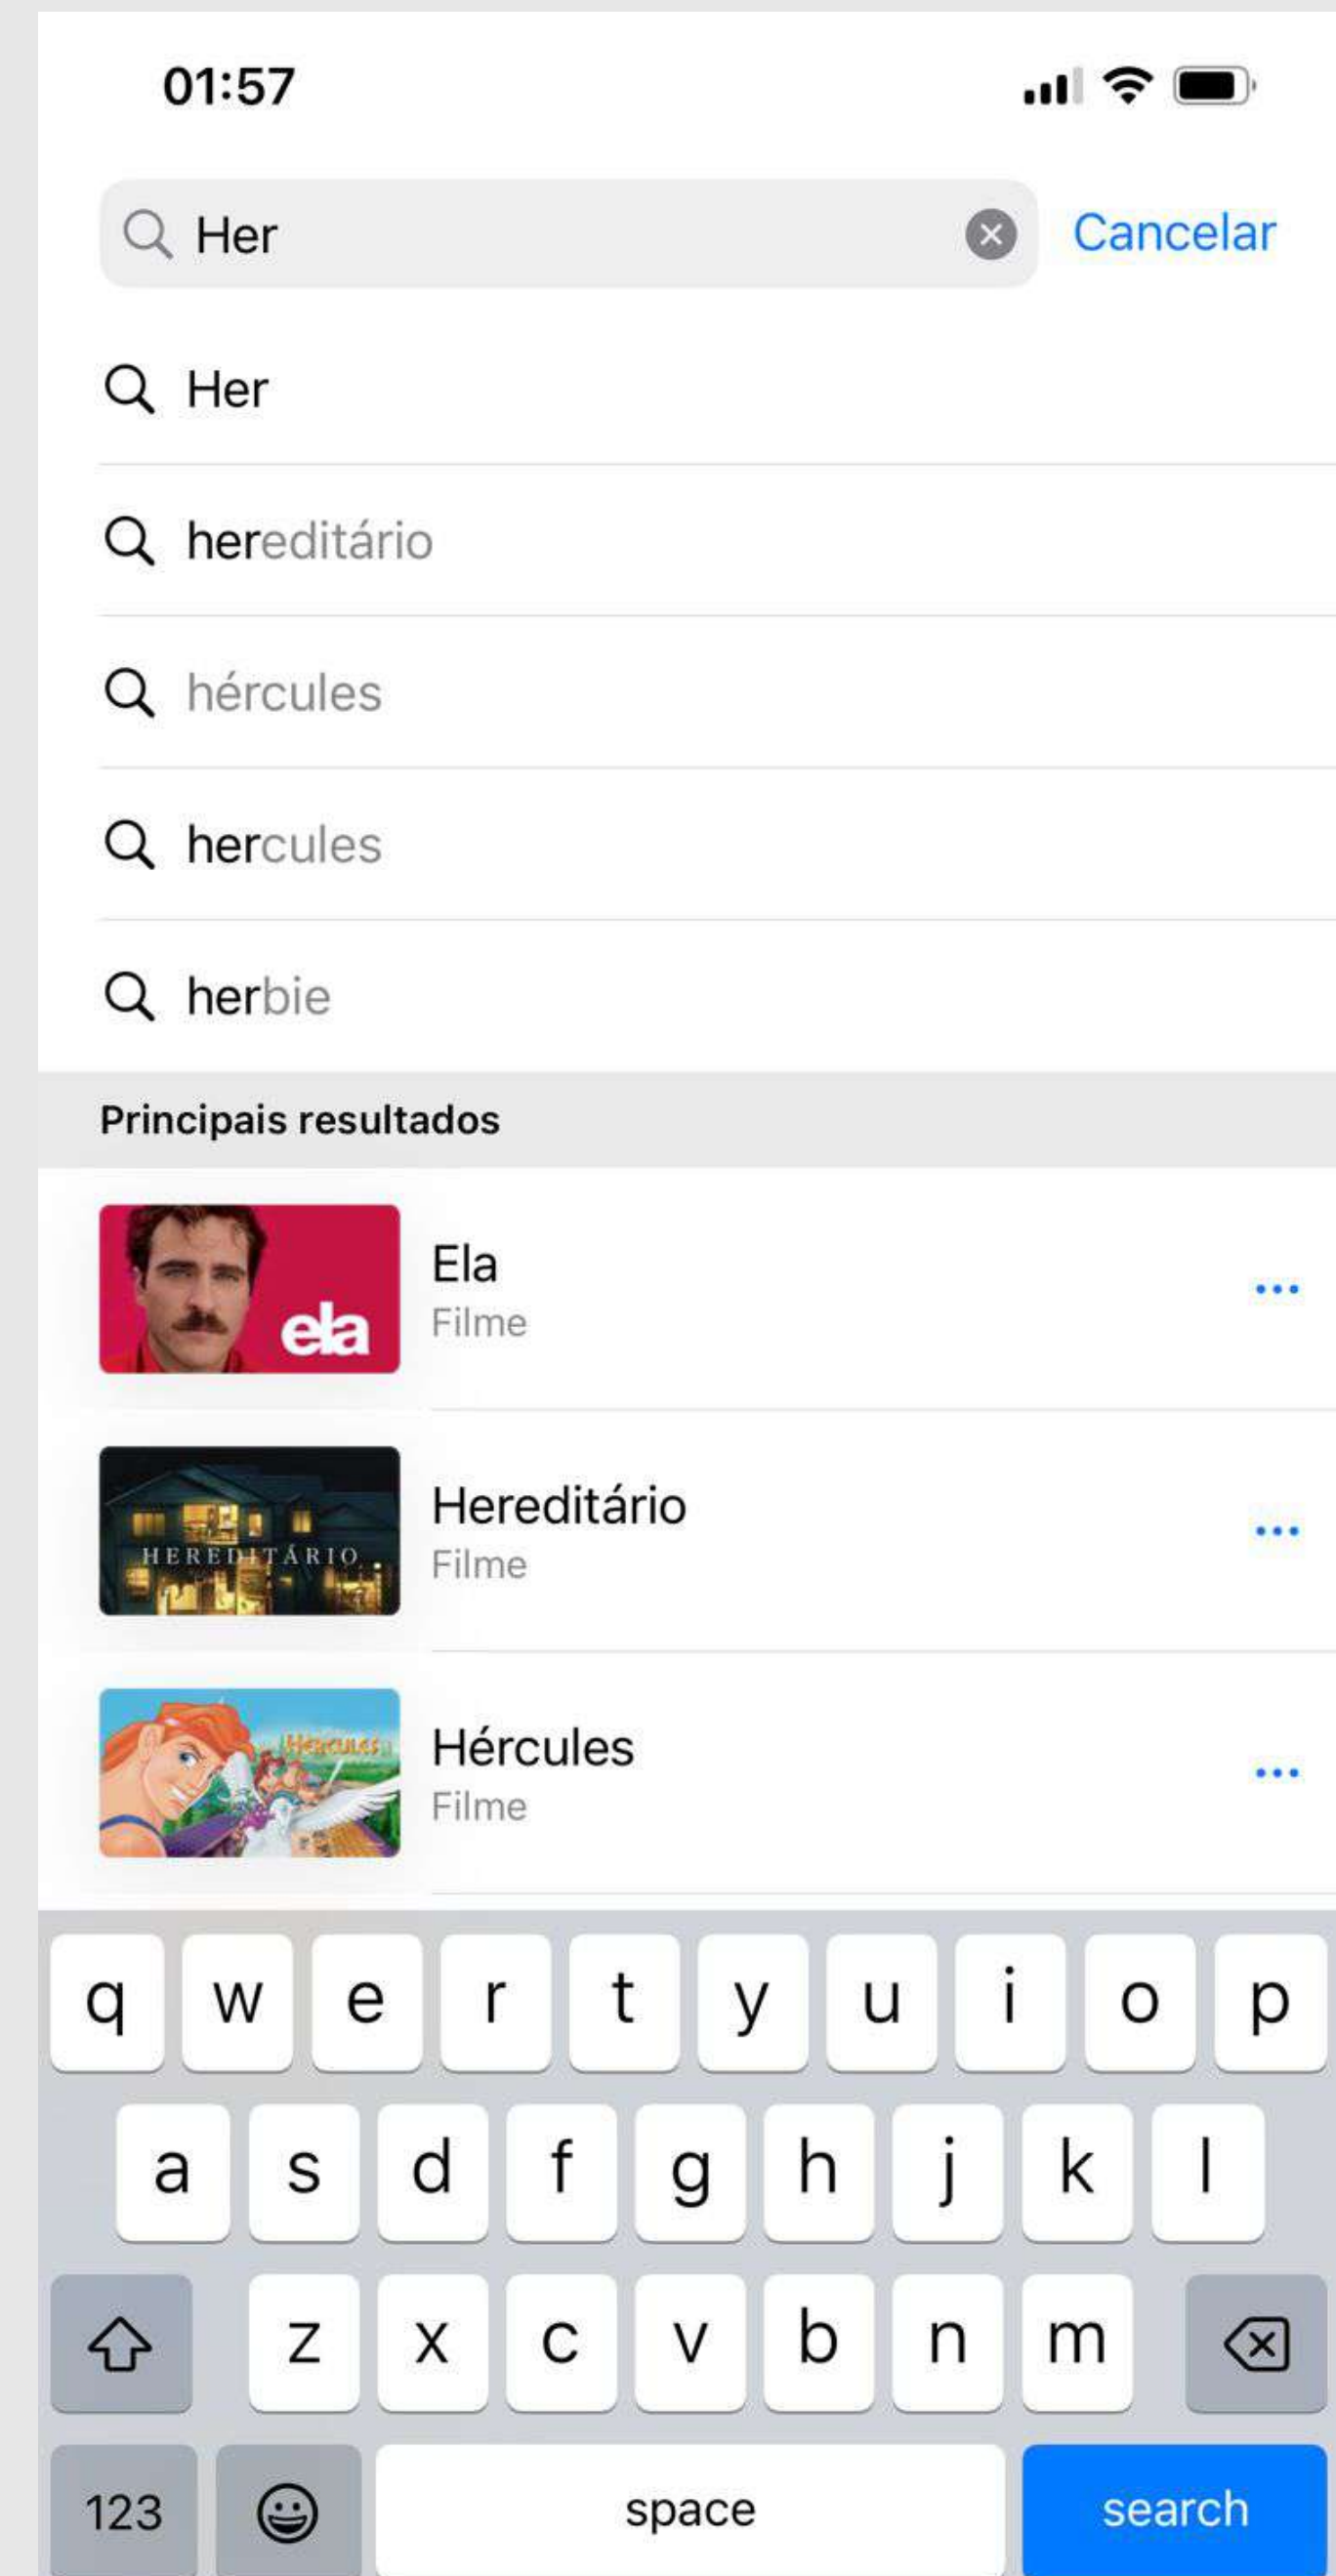 01:57
Her
Cancelar
Her
hereditário
hércules
hercules
herbie
Principais resultados
ela
Ela
Filme
HEREDITÁRIO
Hereditário
Filme
HERCULES
Hércules
Filme
q w e r t y u i o p
a s d f g h j k l
z x c v b n m
123 space search